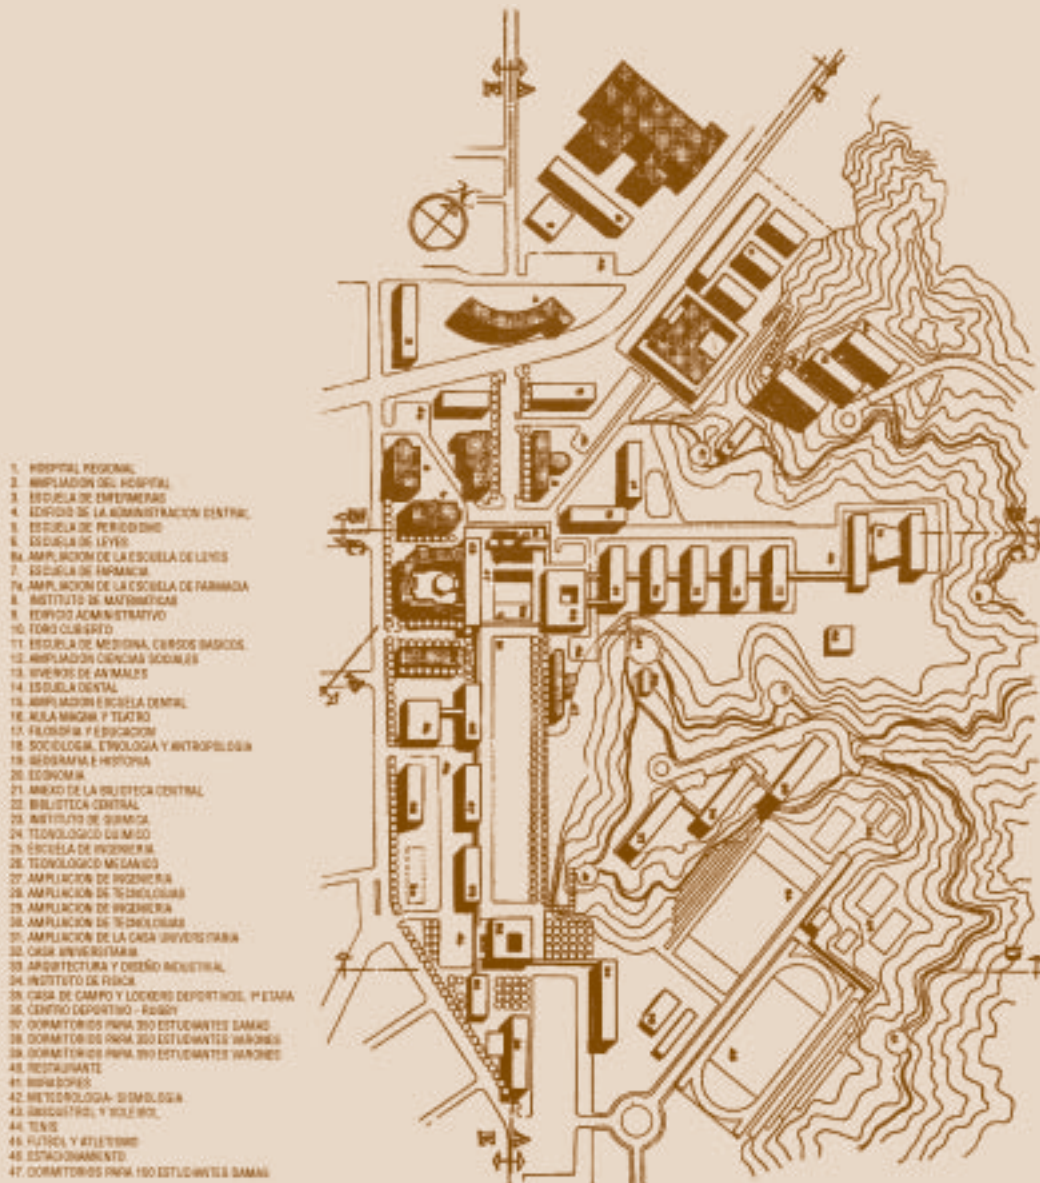 1. HOSPITAL REGIONAL
2. AMPLIACION DEL HOSPITAL
3. ESCUELA DE ENFERMERAS
4. EDIFICIO DE LA ADMINISTRACION CENTRAL
5. ESCUELA DE PERIODISMO
6. ESCUELA DE LEYES
6a. AMPLIACION DE LA ESCUELA DE LEYES
7. ESCUELA DE FARMACIA
7a. AMPLIACION DE LA ESCUELA DE FARMACIA
8. INSTITUTO DE MATEMATICAS
9. EDIFICIO ADMINISTRATIVO
10. FORO CUBIERTO
11. ESCUELA DE MEDICINA, CURSOS BASICOS.
12. AMPLIACION CIENCIAS SOCIALES
13. VIVEROS DE ANIMALES
14. ESCUELA DENTAL
15. AMPLIACION ESCUELA DENTAL
16. AULA MAGNA Y TEATRO
17. FILOSOFIA Y EDUCACION
18. SOCIOLOGIA, ETNOLOGIA Y ANTROPOLOGIA
19. GEOGRAFIA E HISTORIA
20. ECONOMIA
21. ANEXO DE LA BILIOTECA CENTRAL
22. BIBLIOTECA CENTRAL
23. INSTITUTO DE QUIMICA
24. TECNOLOGICO QUIMICO
25. ESCUELA DE INGENIERIA
26. TECNOLOGICO MECANICO
27. AMPLIACION DE INGENIERIA
28. AMPLIACION DE TECNOLOGIAS
29. AMPLIACION DE INGENIERIA
30. AMPLIACION DE TECNOLOGIAS
31. AMPLIACION DE LA CASA UNIVERSITARIA
32. CASA UNIVERSITARIA
33. ARQUITECTURA Y DISEÑO INDUSTRIAL
34. INSTITUTO DE FISICA
35. CASA DE CAMPO Y LOCKERS DEPORTIVOS, 1ª ETAPA
36. CENTRO DEPORTIVO - RUGBY
37. DORMITORIOS PARA 350 ESTUDIANTES DAMAS
38. DORMITORIOS PARA 350 ESTUDIANTES VARONES
39. DORMITORIOS PARA 350 ESTUDIANTES VARONES
40. RESTAURANTE
41. MIRADORES
42. METEOROLOGIA- SISMOLOGIA
43. BASQUETBOL Y VOLEIBOL
44. TENIS
45. FUTBOL Y ATLETISMO
46. ESTACIONAMIENTO
47. DORMITORIOS PARA 150 ESTUDIANTES DAMAS